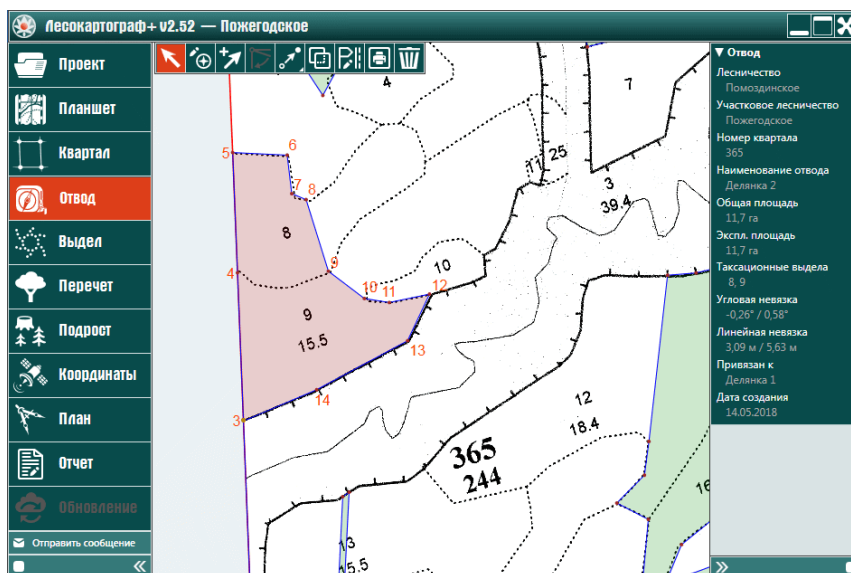 Лесокартограф+ v2.52 — Пожегодское
Проект
Планшет
Квартал
Отвод
Выдел
Перечет
Подрост
Координаты
План
Отчет
Обновление
Отправить сообщение
4
7
5
6
11
25
7
8
3
39.4
8
4
9
10
10
11
12
9
15.5
13
14
3
12
18.4
365
244
16
13
15.5
▼ Отвод
Лесничество
Помоздинское
Участковое лесничество
Пожегодское
Номер квартала
365
Наименование отвода
Делянка 2
Общая площадь
11,7 га
Экспл. площадь
11,7 га
Таксационные выдела
8, 9
Угловая невязка
-0,26° / 0,58°
Линейная невязка
3,09 м / 5,63 м
Привязан к
Делянка 1
Дата создания
14.05.2018